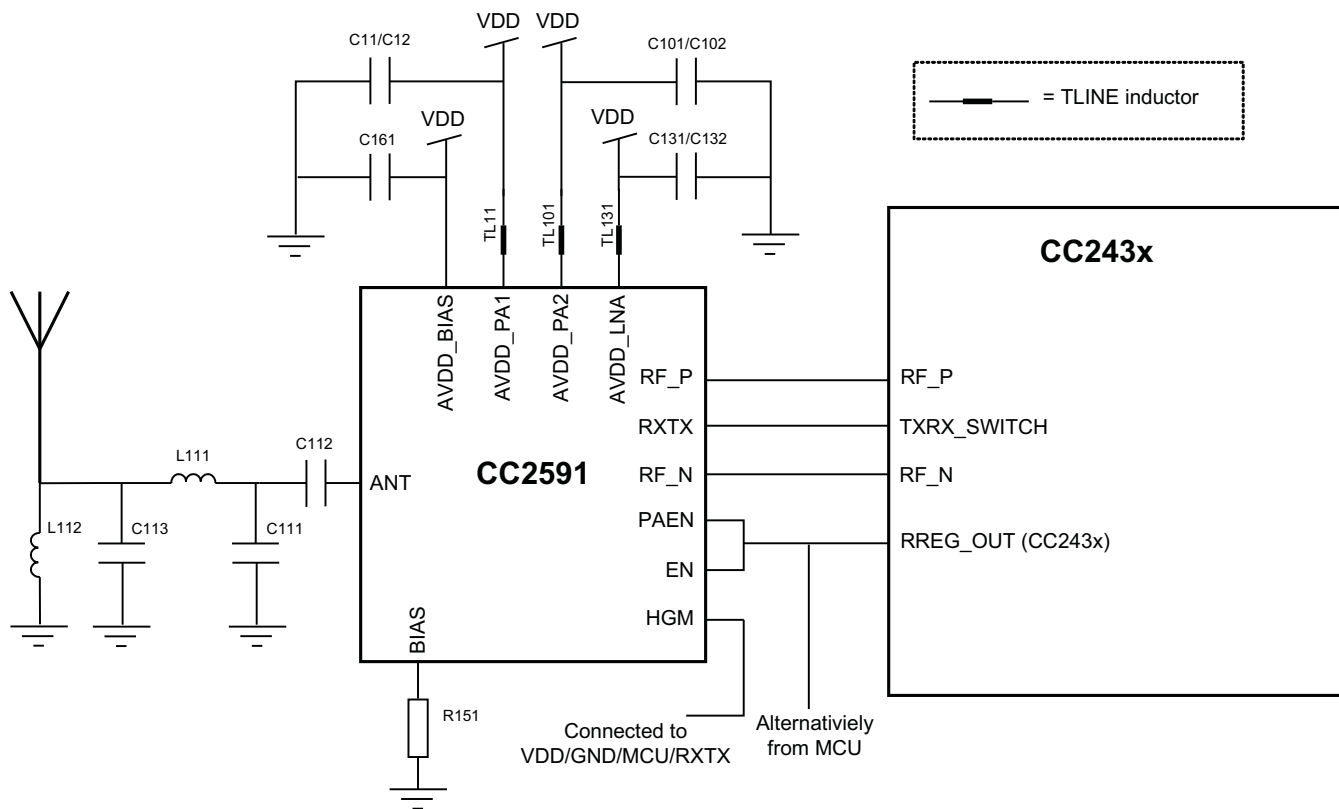 VDD
VDD
C11/C12
C101/C102
= TLINE inductor
VDD
VDD
C161
C131/C132
TL11
TL101
TL131
CC243x
AVDD_BIAS
AVDD_PA1
AVDD_PA2
AVDD_LNA
RF_P
RF_P
RXTX
TXRX_SWITCH
C112
L111
ANT
CC2591
RF_N
RF_N
PAEN
L112
C113
C111
RREG_OUT (CC243x)
EN
BIAS
HGM
R151
Connected to
VDD/GND/MCU/RXTX
Alternativiely
from MCU